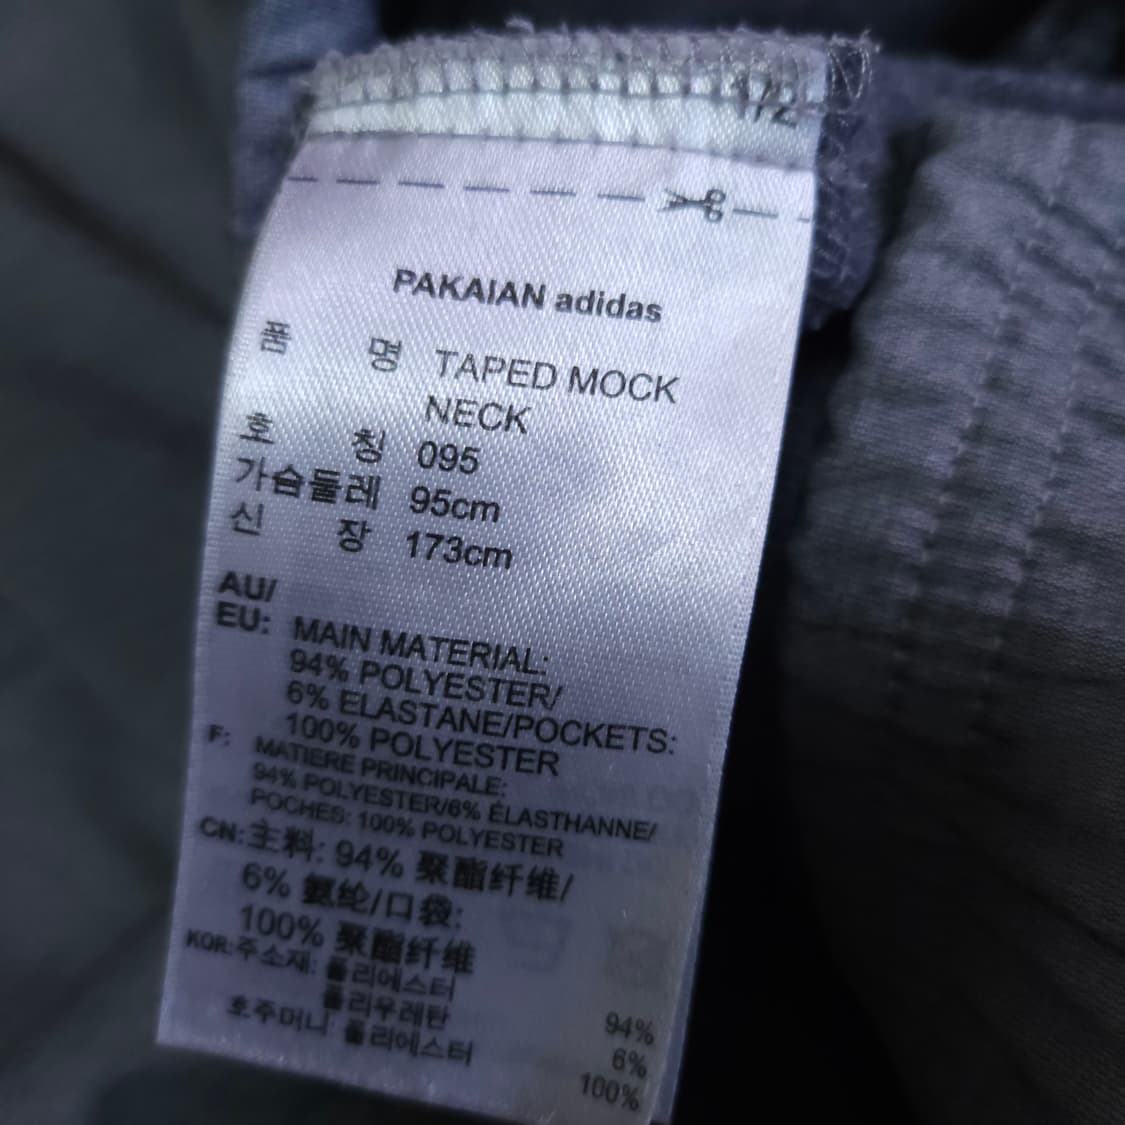 1/2
PAKAIAN adidas
품 명 TAPED MOCK
NECK
호 칭 095
가슴둘레 95cm
신 장 173cm
AU/
EU: MAIN MATERIAL:
94% POLYESTER/
6% ELASTANE/POCKETS:
100% POLYESTER
F: MATIERE PRINCIPALE:
94% POLYESTER/6% ÉLASTHANNE/
POCHES: 100% POLYESTER
CN: 主料: 94% 聚酯纤维/
6% 氨纶/口袋:
100% 聚酯纤维
KOR: 주소재: 폴리에스터 94%
폴리우레탄 6%
호주머니: 폴리에스터 100%